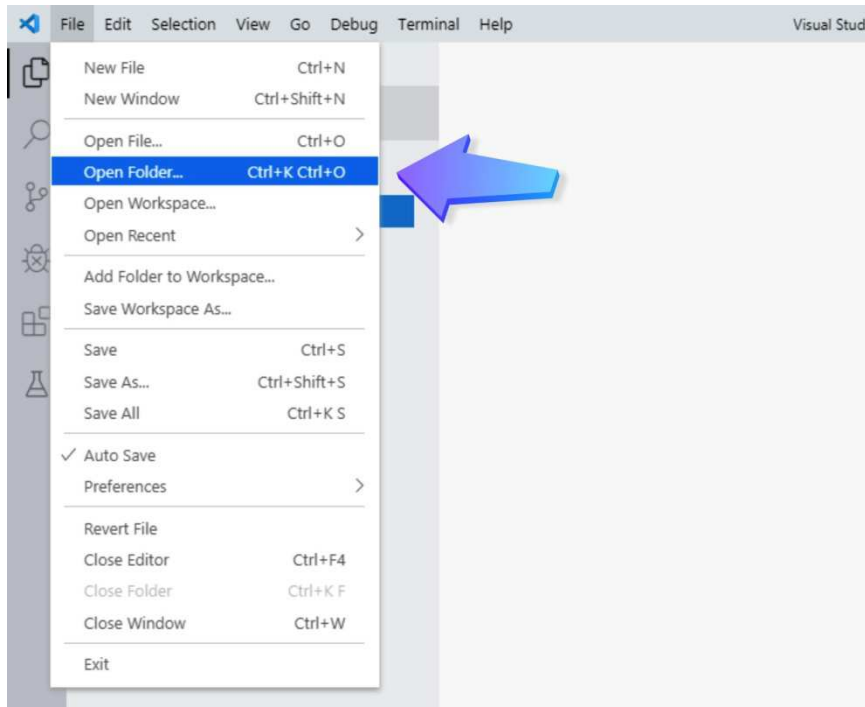 File Edit Selection View Go Debug Terminal Help Visual Stud
New File Ctrl+N
New Window Ctrl+Shift+N
Open File... Ctrl+O
Open Folder... Ctrl+K Ctrl+O
Open Workspace...
Open Recent
Add Folder to Workspace...
Save Workspace As...
Save Ctrl+S
Save As... Ctrl+Shift+S
Save All Ctrl+K S
Auto Save
Preferences
Revert File
Close Editor Ctrl+F4
Close Folder Ctrl+K F
Close Window Ctrl+W
Exit